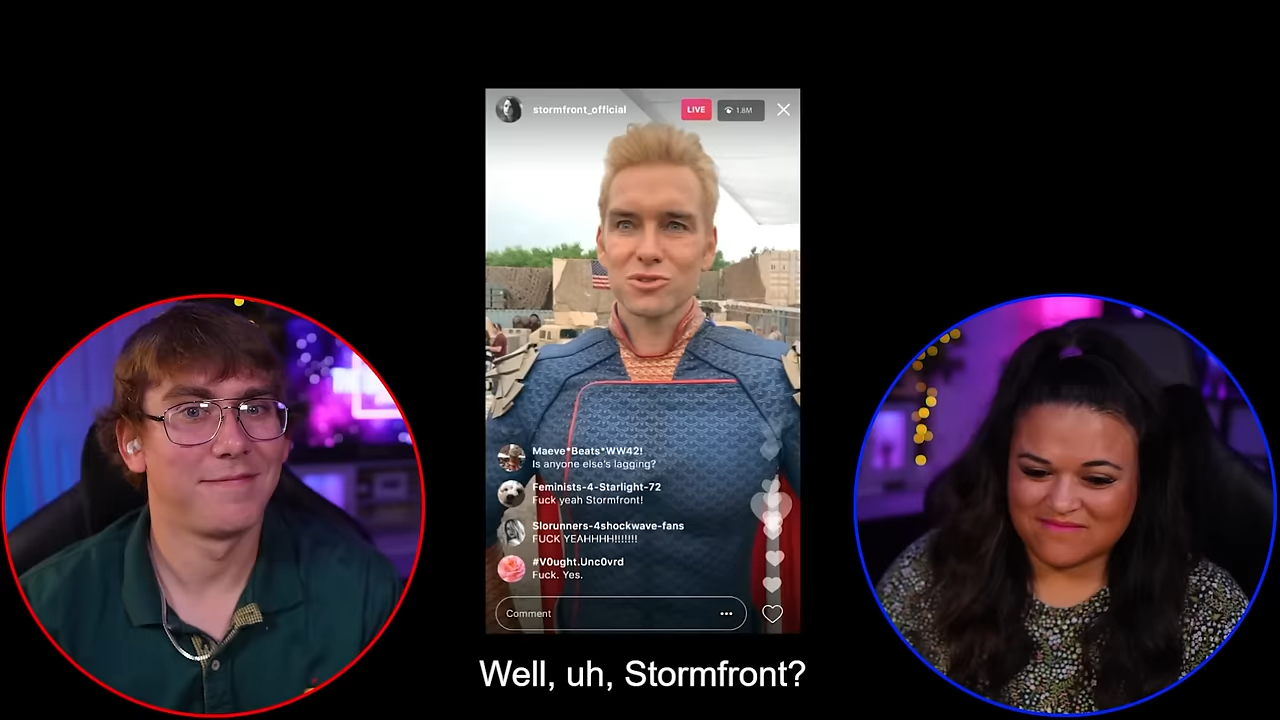 stormfront_official
LIVE
1.8M
Maeve*Beats*WW42!
Is anyone else's lagging?
Feminists-4-Starlight-72
Fuck yeah Stormfront!
Slorunners-4shockwave-fans
FUCK YEAHHHH!!!!!!!
#V0ught.Unc0vrd
Fuck. Yes.
Comment
Well, uh, Stormfront?